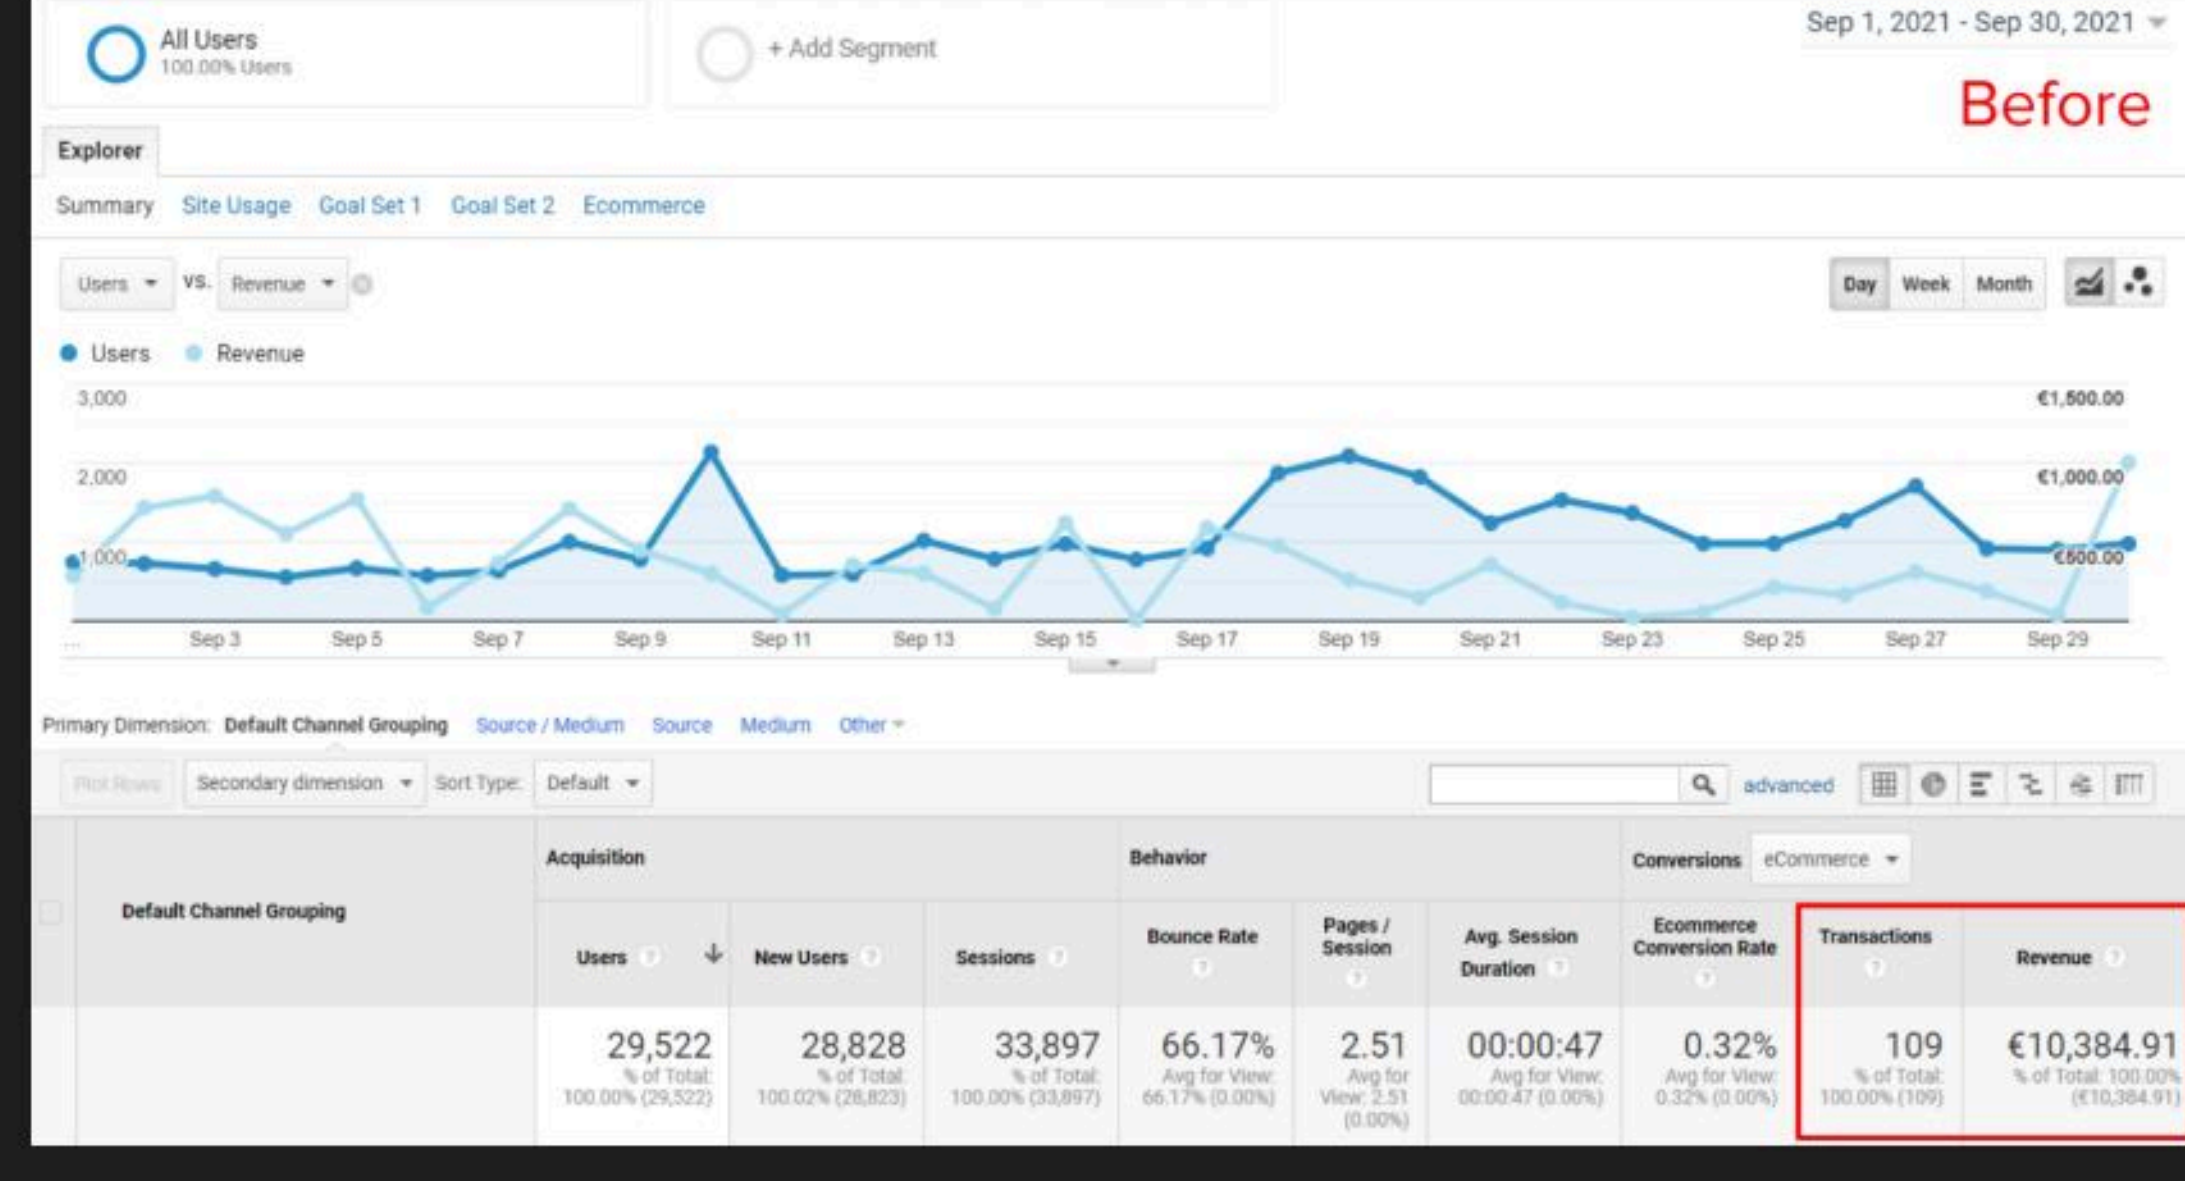 All Users
100.00% Users
+ Add Segment
Sep 1, 2021 - Sep 30, 2021
Before
Explorer
Summary Site Usage Goal Set 1 Goal Set 2 Ecommerce
Users VS. Revenue
Day Week Month
Users Revenue
3,000 €1,500.00
2,000 €1,000.00
1,000 €500.00
... Sep 3 Sep 5 Sep 7 Sep 9 Sep 11 Sep 13 Sep 15 Sep 17 Sep 19 Sep 21 Sep 23 Sep 25 Sep 27 Sep 29
Primary Dimension: Default Channel Grouping Source / Medium Source Medium Other
Plot Rows Secondary dimension Sort Type: Default advanced
Acquisition Behavior Conversions eCommerce
Default Channel Grouping
Users ? New Users ? Sessions ? Bounce Rate ? Pages / Session ? Avg. Session Duration ? Ecommerce Conversion Rate ? Transactions ? Revenue ?
29,522 28,828 33,897 66.17% 2.51 00:00:47 0.32% 109 €10,384.91
% of Total: 100.00% (29,522) % of Total: 100.02% (28,823) % of Total: 100.00% (33,897) Avg for View: 66.17% (0.00%) Avg for View: 2.51 (0.00%) Avg for View: 00:00:47 (0.00%) Avg for View: 0.32% (0.00%) % of Total: 100.00% (109) % of Total: 100.00% (€10,384.91)